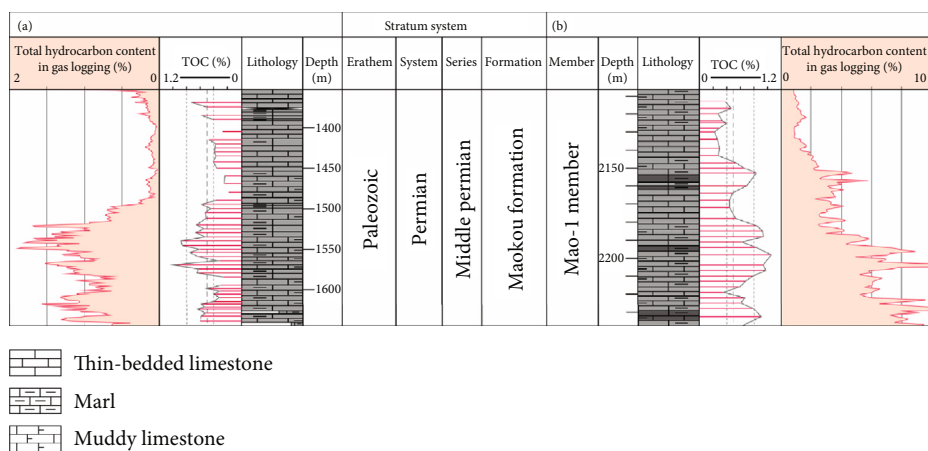 (a)
Stratum system
(b)
Total hydrocarbon content
in gas logging (%)
2 0
TOC (%)
1.2 0
Lithology
Depth
(m)
Erathem
System
Series
Formation
Member
Depth
(m)
Lithology
TOC (%)
0 1.2
Total hydrocarbon content
in gas logging (%)
0 10
1400
1450
1500
1550
1600
Paleozoic
Permian
Middle permian
Maokou formation
Mao-1 member
2150
2200
Thin-bedded limestone
Marl
Muddy limestone